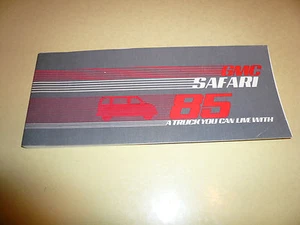 GMC
SAFARI
85
A TRUCK YOU CAN LIVE WITH